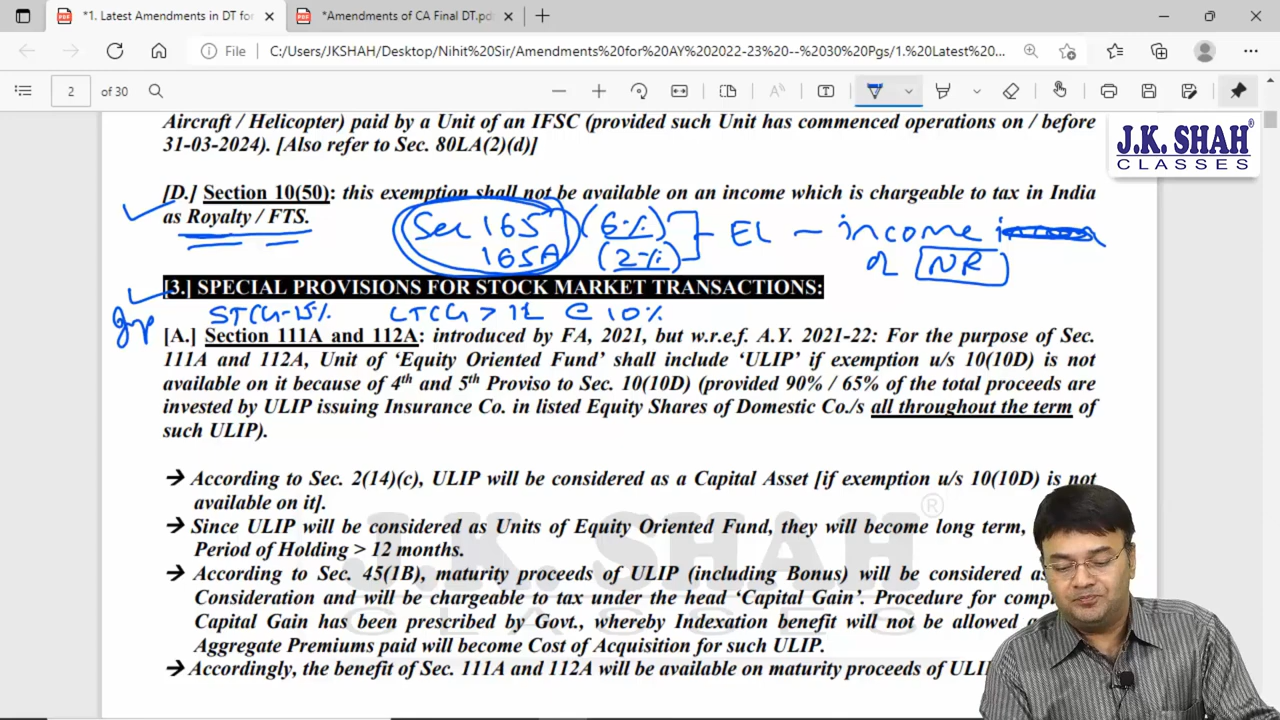 *1. Latest Amendments in DT for
*Amendments of CA Final DT.pd
File
C:/Users/JKSHAH/Desktop/Nihit%20Sir/Amendments%20for%20AY%202022-23%20--%2030%20Pgs/1.%20Latest%20...
2 of 30
J.K. SHAH®
CLASSES
Aircraft / Helicopter) paid by a Unit of an IFSC (provided such Unit has commenced operations on / before
31-03-2024). [Also refer to Sec. 80LA(2)(d)]
[D.] Section 10(50): this exemption shall not be available on an income which is chargeable to tax in India
as Royalty / FTS.
Sec 165 (6%) EL – income
165A (2%) of NR
[3.] SPECIAL PROVISIONS FOR STOCK MARKET TRANSACTIONS:
STCG-15% LTCG > 1L @ 10%
Imp
[A.] Section 111A and 112A: introduced by FA, 2021, but w.r.ef. A.Y. 2021-22: For the purpose of Sec.
111A and 112A, Unit of ‘Equity Oriented Fund’ shall include ‘ULIP’ if exemption u/s 10(10D) is not
available on it because of 4th and 5th Proviso to Sec. 10(10D) (provided 90% / 65% of the total proceeds are
invested by ULIP issuing Insurance Co. in listed Equity Shares of Domestic Co./s all throughout the term of
such ULIP).
→ According to Sec. 2(14)(c), ULIP will be considered as a Capital Asset [if exemption u/s 10(10D) is not
available on it].
→ Since ULIP will be considered as Units of Equity Oriented Fund, they will become long term,
Period of Holding > 12 months.
→ According to Sec. 45(1B), maturity proceeds of ULIP (including Bonus) will be considered as
Consideration and will be chargeable to tax under the head ‘Capital Gain’. Procedure for comp
Capital Gain has been prescribed by Govt., whereby Indexation benefit will not be allowed a
Aggregate Premiums paid will become Cost of Acquisition for such ULIP.
→ Accordingly, the benefit of Sec. 111A and 112A will be available on maturity proceeds of ULI
J.K. SHAH®
CLASSES